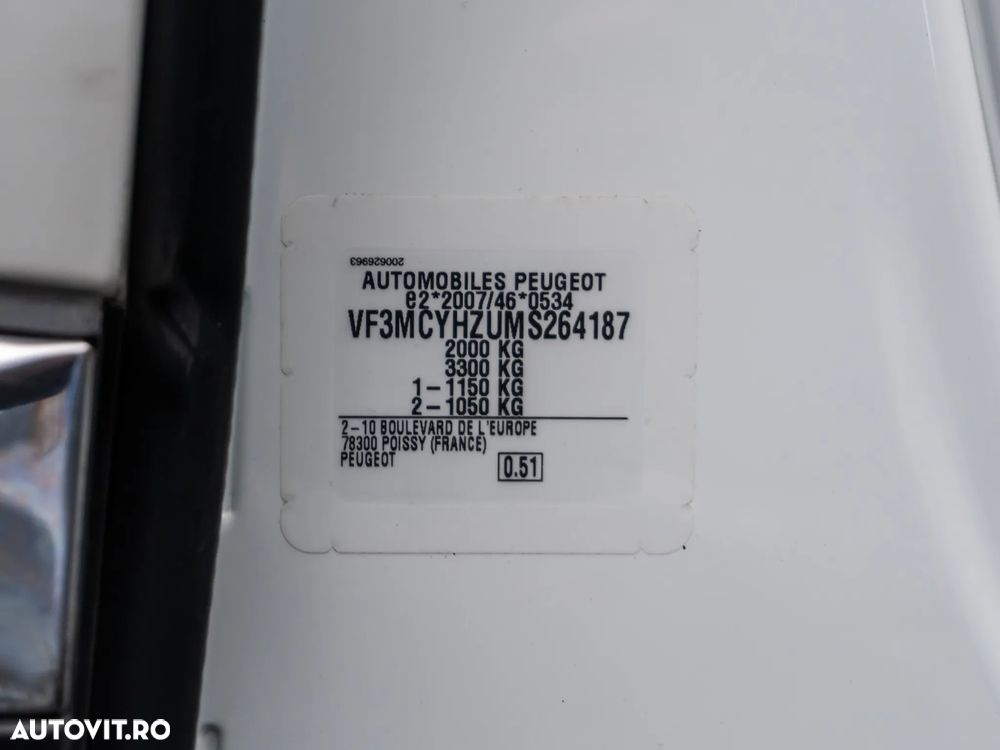 200626963
AUTOMOBILES PEUGEOT
e2*2007/46*0534
VF3MCYHZUMS264187
2000 KG
3300 KG
1-1150 KG
2-1050 KG
2-10 BOULEVARD DE L'EUROPE
78300 POISSY (FRANCE)
PEUGEOT
0.51
AUTOVIT.RO